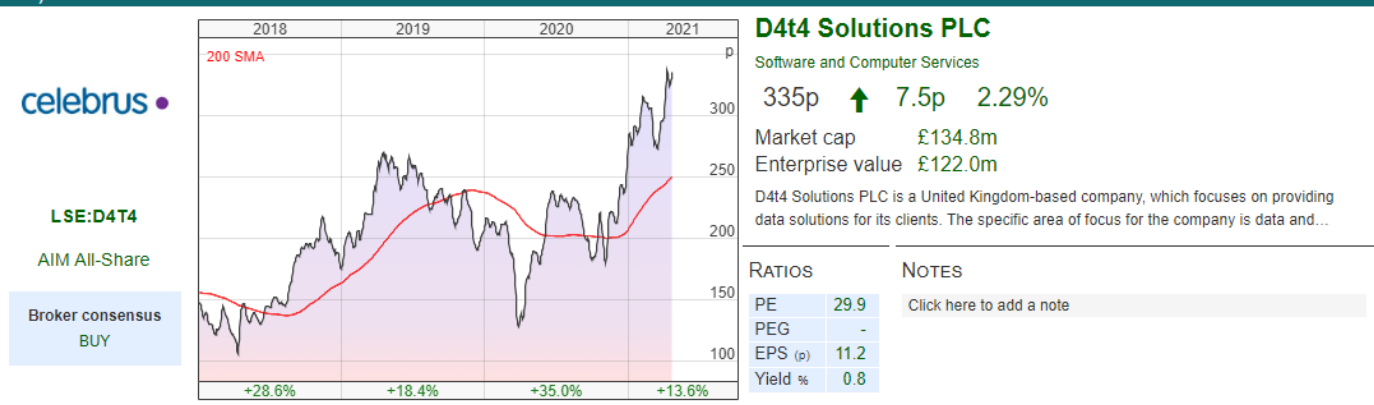 celebrus
LSE:D4T4
AIM All-Share
Broker consensus
BUY
2018 2019 2020 2021
200 SMA
p
300
250
200
150
100
+28.6% +18.4% +35.0% +13.6%
D4t4 Solutions PLC
Software and Computer Services
335p 7.5p 2.29%
Market cap £134.8m
Enterprise value £122.0m
D4t4 Solutions PLC is a United Kingdom-based company, which focuses on providing
data solutions for its clients. The specific area of focus for the company is data and…
RATIOS
PE 29.9
PEG -
EPS (p) 11.2
Yield % 0.8
NOTES
Click here to add a note